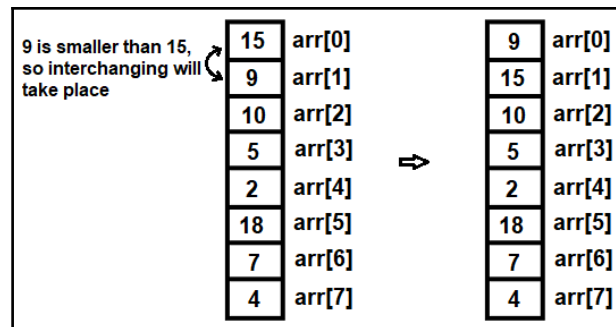 9 is smaller than 15,
so interchanging will
take place
15 arr[0]
9 arr[1]
10 arr[2]
5 arr[3]
2 arr[4]
18 arr[5]
7 arr[6]
4 arr[7]
9 arr[0]
15 arr[1]
10 arr[2]
5 arr[3]
2 arr[4]
18 arr[5]
7 arr[6]
4 arr[7]